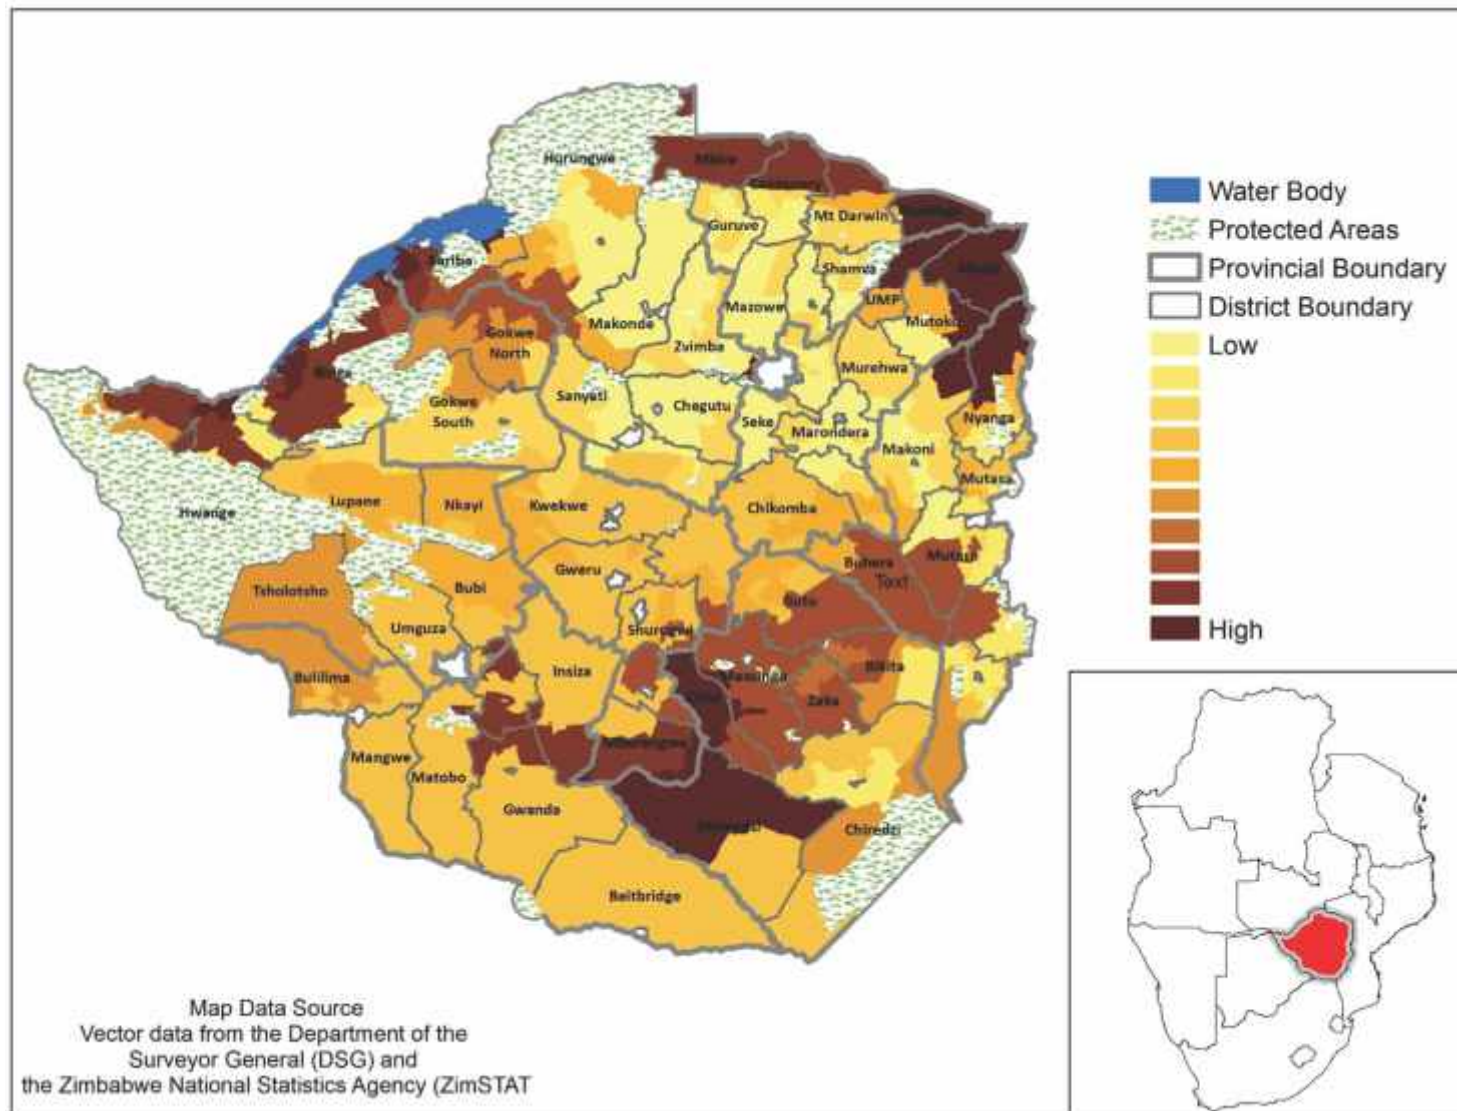 Hurungwe
Mbire
Guruve
Mt Darwin
Kariba
Shamva
Mazowe
UMP
Mutoko
Makonde
Gokwe
North
Zvimba
Murehwa
Binga
Sanyati
Chegutu
Gokwe
South
Seke
Marondera
Nyanga
Makoni
Mutasa
Hwange
Lupane
Nkayi
Kwekwe
Chikomba
Buhera
Text
Gweru
Tsholotsho
Bubi
Gutu
Umguza
Shurugwi
Insiza
Bulilima
Masvingo
Bikita
Zaka
Mberengwa
Mangwe
Matobo
Gwanda
Chiredzi
Beitbridge
Water Body
Protected Areas
Provincial Boundary
District Boundary
Low
High
Map Data Source
Vector data from the Department of the
Surveyor General (DSG) and
the Zimbabwe National Statistics Agency (ZimSTAT